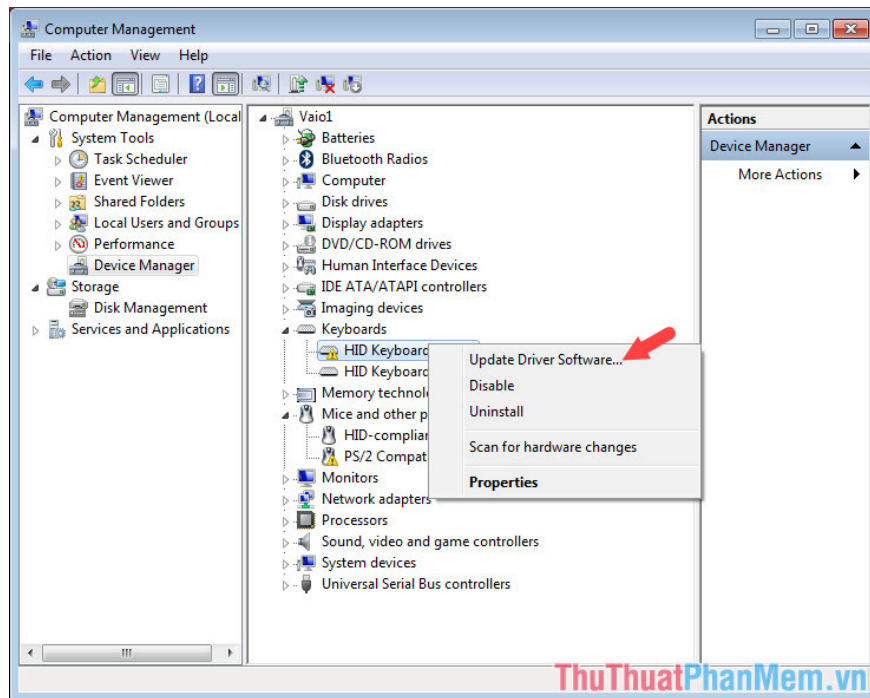 Computer Management
File Action View Help
Computer Management (Local
System Tools
Task Scheduler
Event Viewer
Shared Folders
Local Users and Groups
Performance
Device Manager
Storage
Disk Management
Services and Applications
Vaio1
Batteries
Bluetooth Radios
Computer
Disk drives
Display adapters
DVD/CD-ROM drives
Human Interface Devices
IDE ATA/ATAPI controllers
Imaging devices
Keyboards
HID Keyboard
HID Keyboard
Memory technol
Mice and other p
HID-complian
PS/2 Compat
Monitors
Network adapters
Processors
Sound, video and game controllers
System devices
Universal Serial Bus controllers
Update Driver Software...
Disable
Uninstall
Scan for hardware changes
Properties
Actions
Device Manager
More Actions
ThuThuatPhanMem.vn